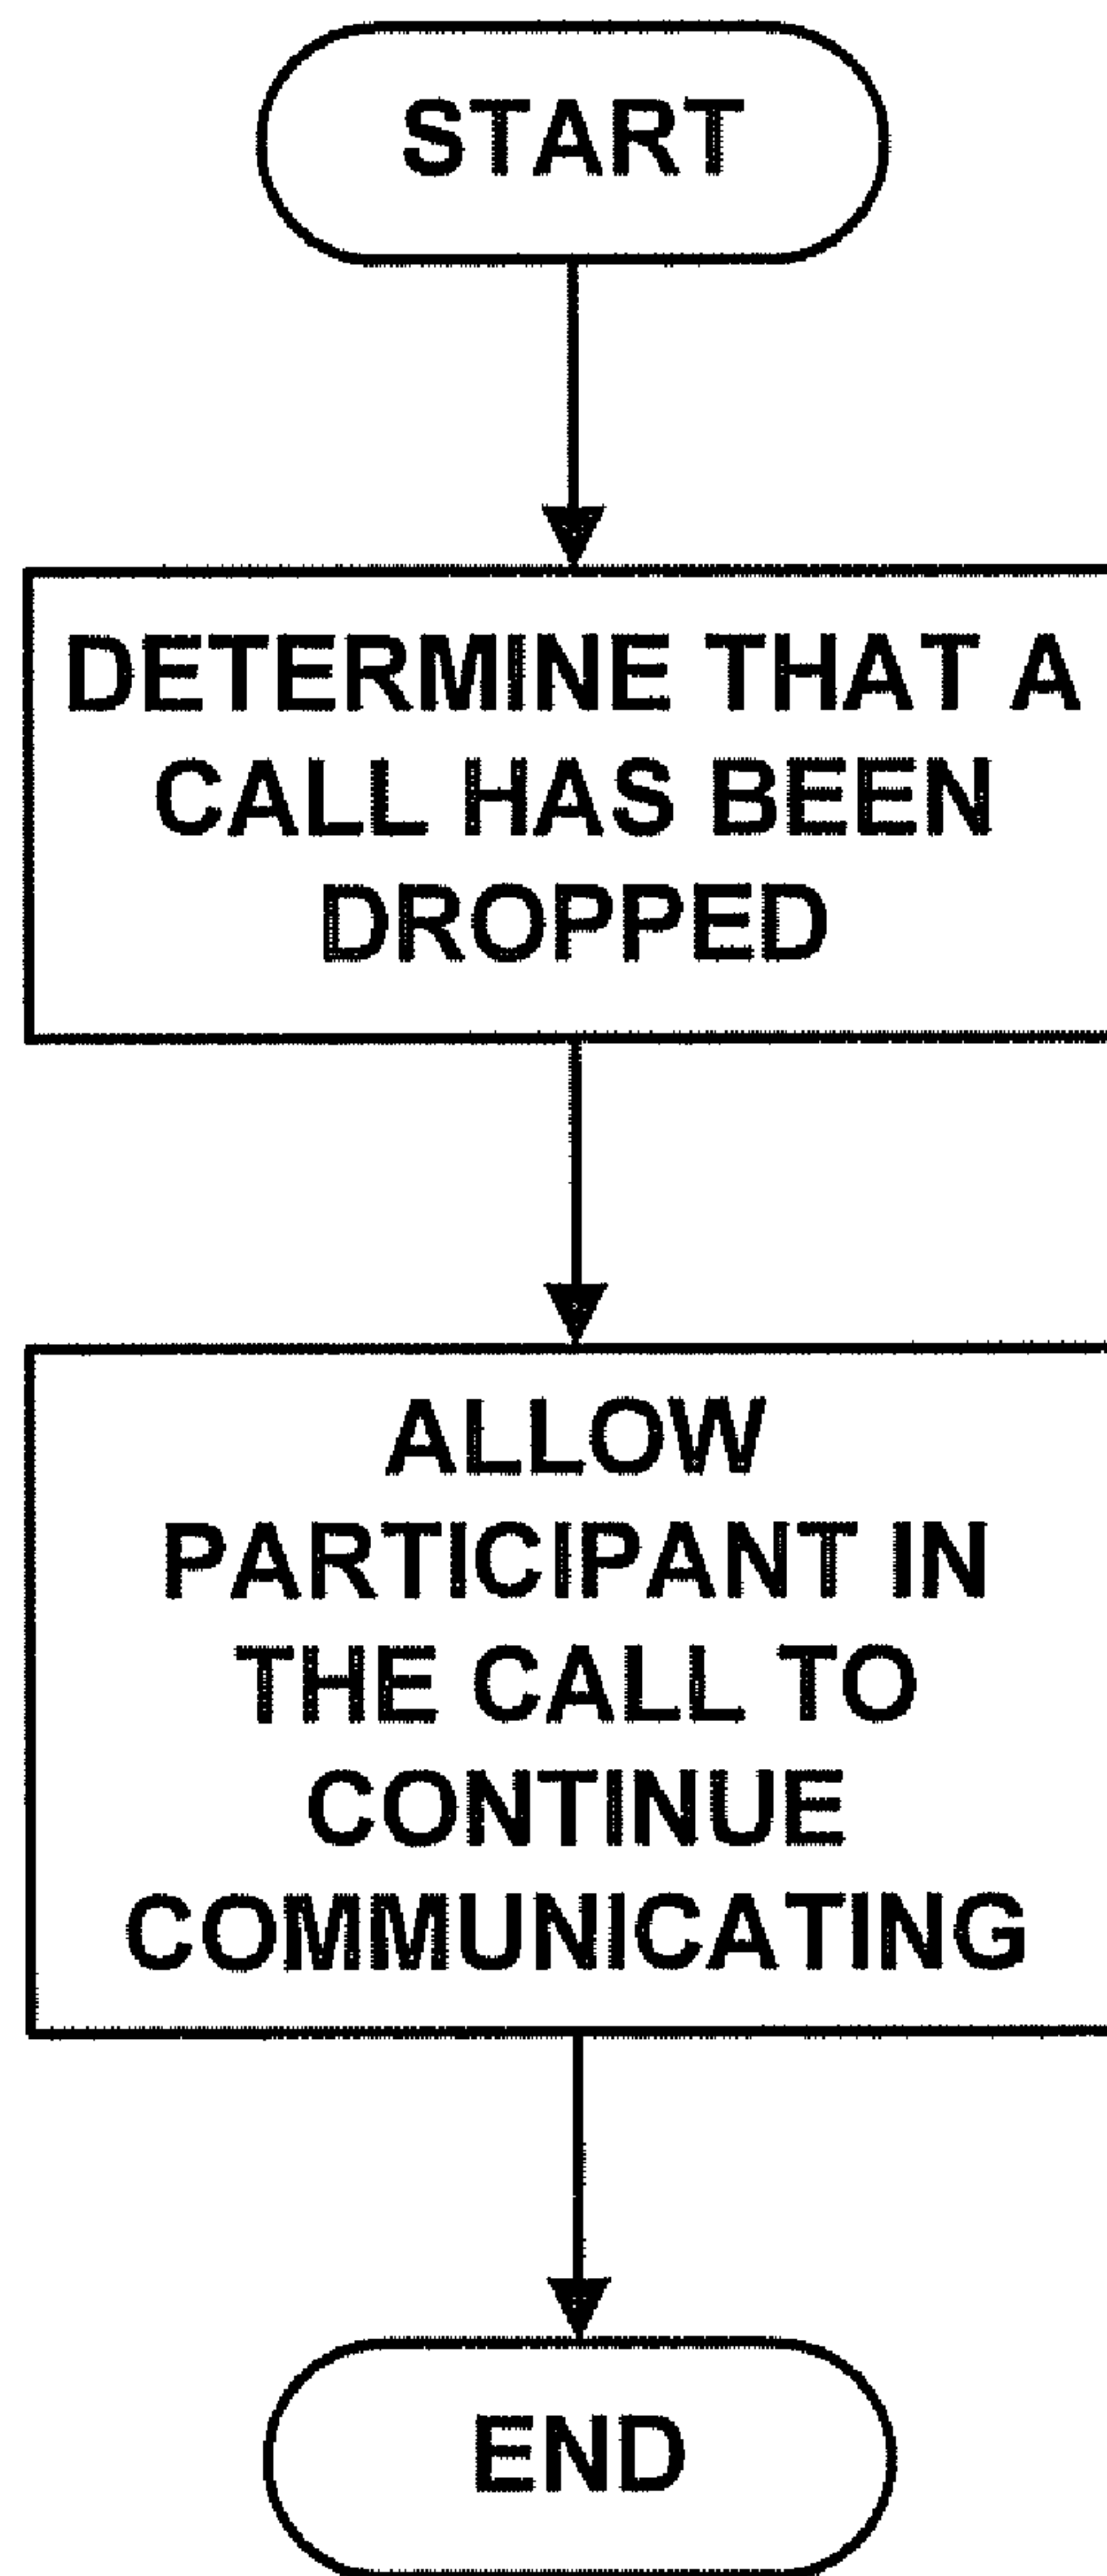 START
DETERMINE THAT A
CALL HAS BEEN
DROPPED
ALLOW
PARTICIPANT IN
THE CALL TO
CONTINUE
COMMUNICATING
END